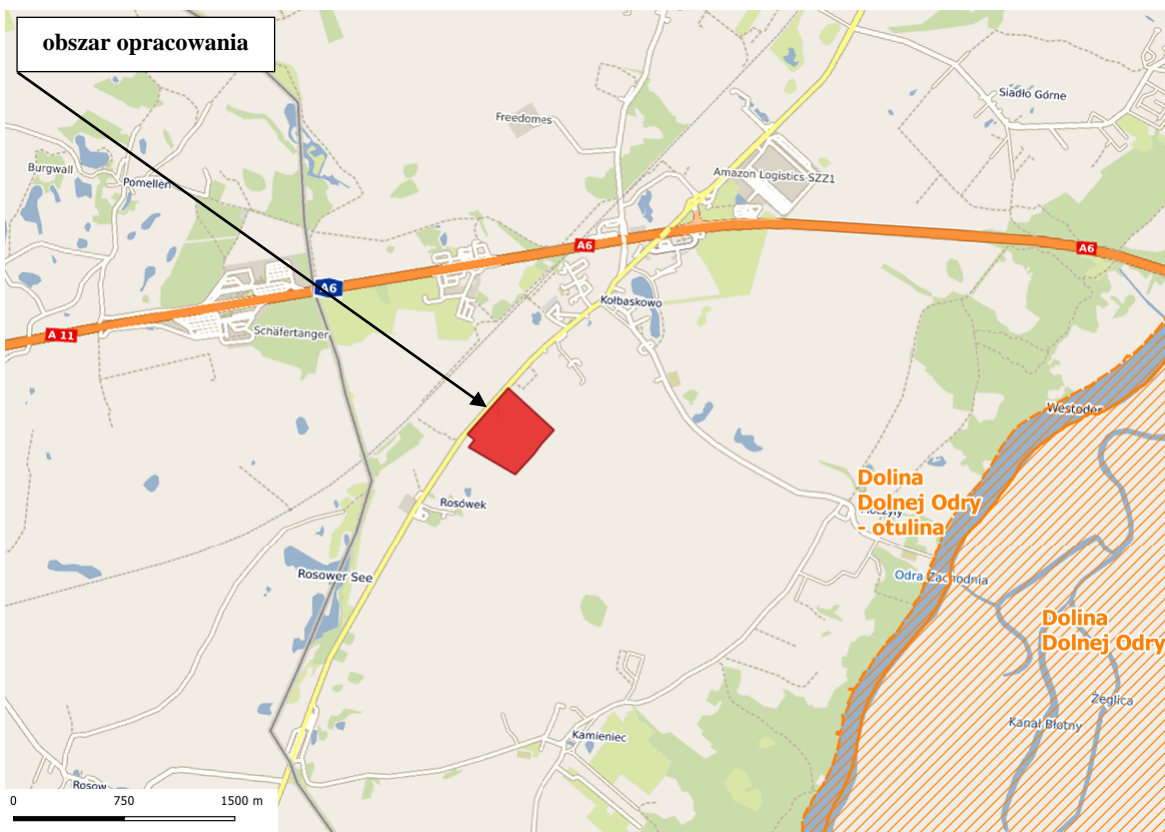 obszar opracowania
Siadło Górne
Freedomes
Burgwall
Pomellen
Amazon Logistics SZZ1
A6
A6
A6
Kołbaskowo
A 11
Schäfertanger
Westoder
Dolina
Dolnej Odry
- otulina
Rosówek
Rosower See
Odra Zachodnia
Dolina
Dolnej Odry
Żeglica
Kanał Błotny
Kamieniec
Rosow
0 750 1500 m